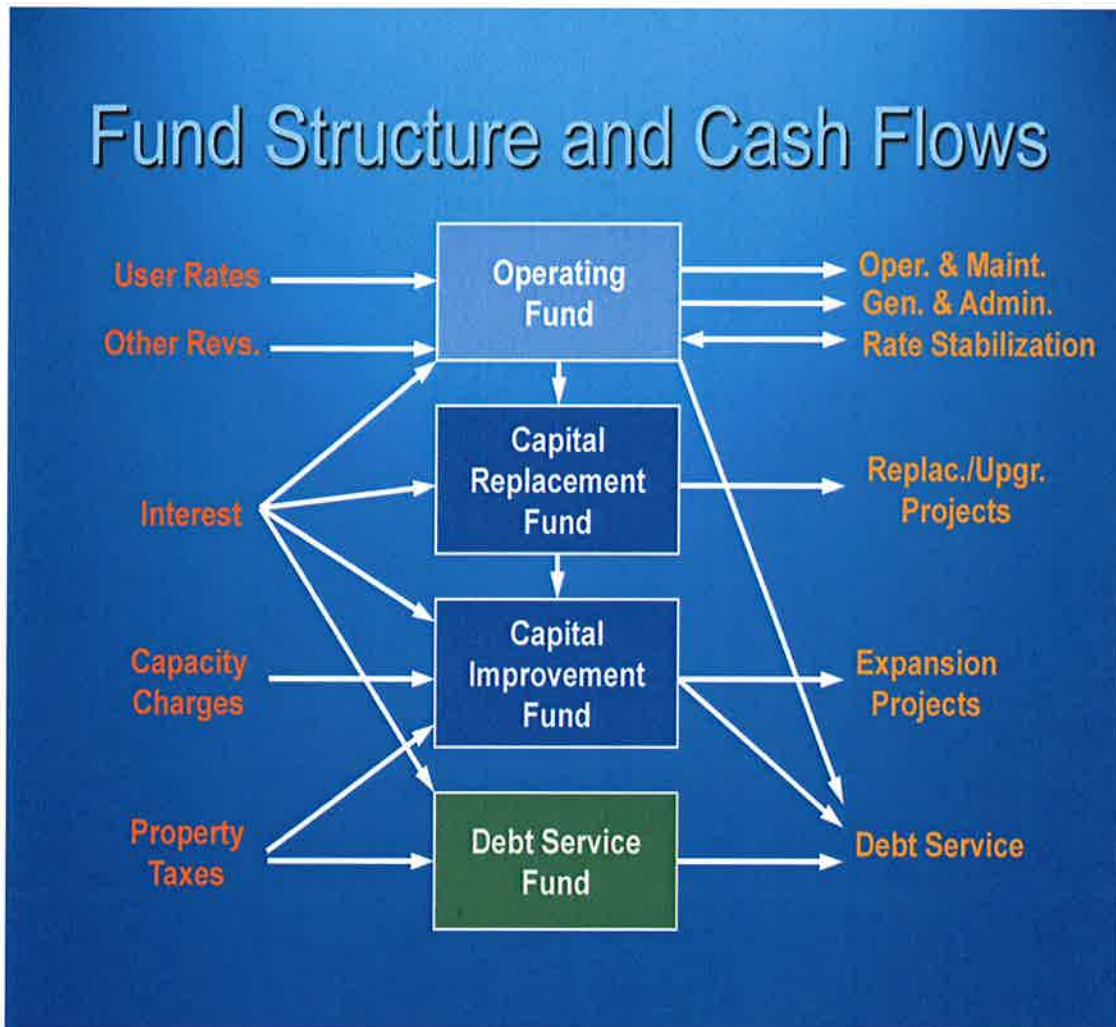 Fund Structure and Cash Flows
User Rates
Other Revs.
Interest
Capacity
Charges
Property
Taxes
Operating
Fund
Capital
Replacement
Fund
Capital
Improvement
Fund
Debt Service
Fund
Oper. & Maint.
Gen. & Admin.
Rate Stabilization
Replac./Upgr.
Projects
Expansion
Projects
Debt Service